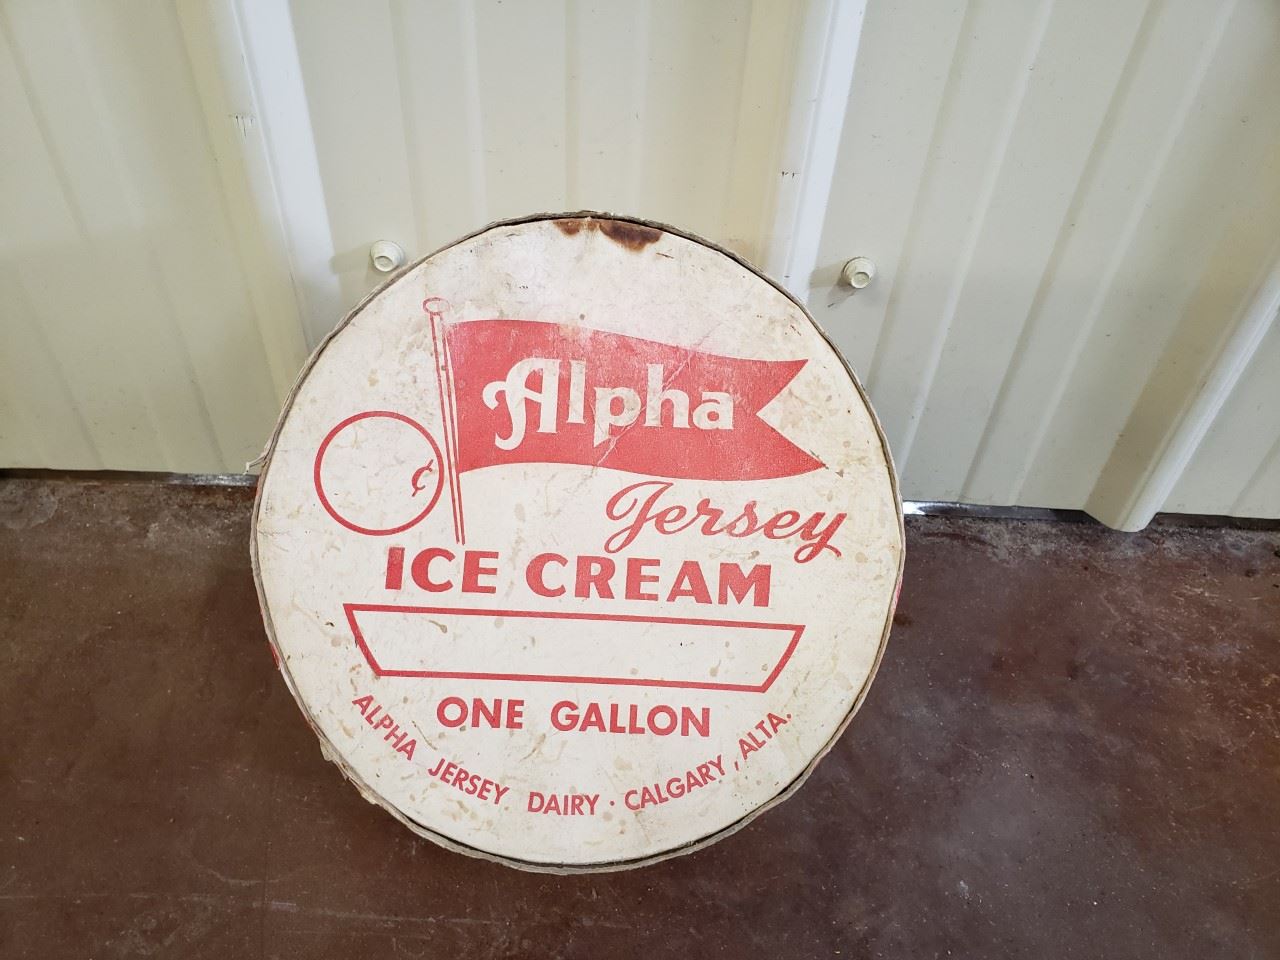 Alpha
¢
Jersey
ICE CREAM
ONE GALLON
ALPHA JERSEY DAIRY · CALGARY, ALTA.